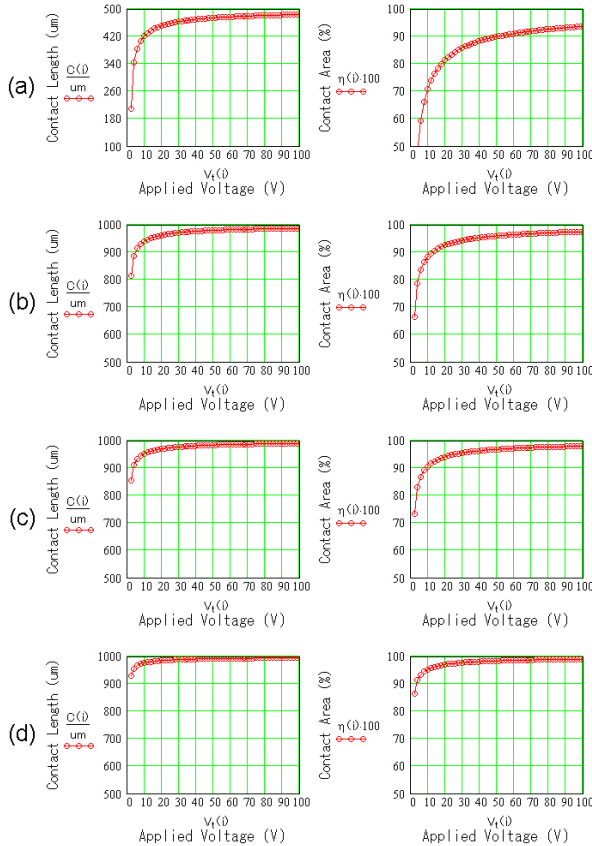 (a)
Contact Length (um)
C(i)
um
500
420
340
260
180
100
0 10 20 30 40 50 60 70 80 90 100
Vt(i)
Applied Voltage (V)
Contact Area (%)
η(i)·100
100
90
80
70
60
50
0 10 20 30 40 50 60 70 80 90 100
Vt(i)
Applied Voltage (V)
(b)
Contact Length (um)
C(i)
um
1000
900
800
700
600
500
0 10 20 30 40 50 60 70 80 90 100
Vt(i)
Applied Voltage (V)
Contact Area (%)
η(i)·100
100
90
80
70
60
50
0 10 20 30 40 50 60 70 80 90 100
Vt(i)
Applied Voltage (V)
(c)
Contact Length (um)
C(i)
um
1000
900
800
700
600
500
0 10 20 30 40 50 60 70 80 90 100
Vt(i)
Applied Voltage (V)
Contact Area (%)
η(i)·100
100
90
80
70
60
50
0 10 20 30 40 50 60 70 80 90 100
Vt(i)
Applied Voltage (V)
(d)
Contact Length (um)
C(i)
um
1000
900
800
700
600
500
0 10 20 30 40 50 60 70 80 90 100
Vt(i)
Applied Voltage (V)
Contact Area (%)
η(i)·100
100
90
80
70
60
50
0 10 20 30 40 50 60 70 80 90 100
Vt(i)
Applied Voltage (V)